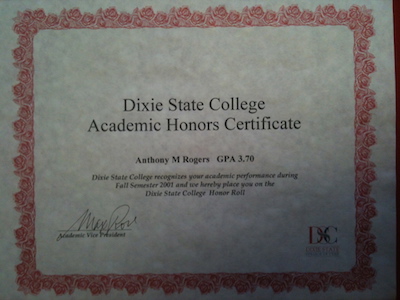 Dixie State College
Academic Honors Certificate
Anthony M Rogers GPA 3.70
Dixie State College recognizes your academic performance during
Fall Semester 2001 and we hereby place you on the
Dixie State College Honor Roll
Academic Vice President
DSC
DIXIE STATE